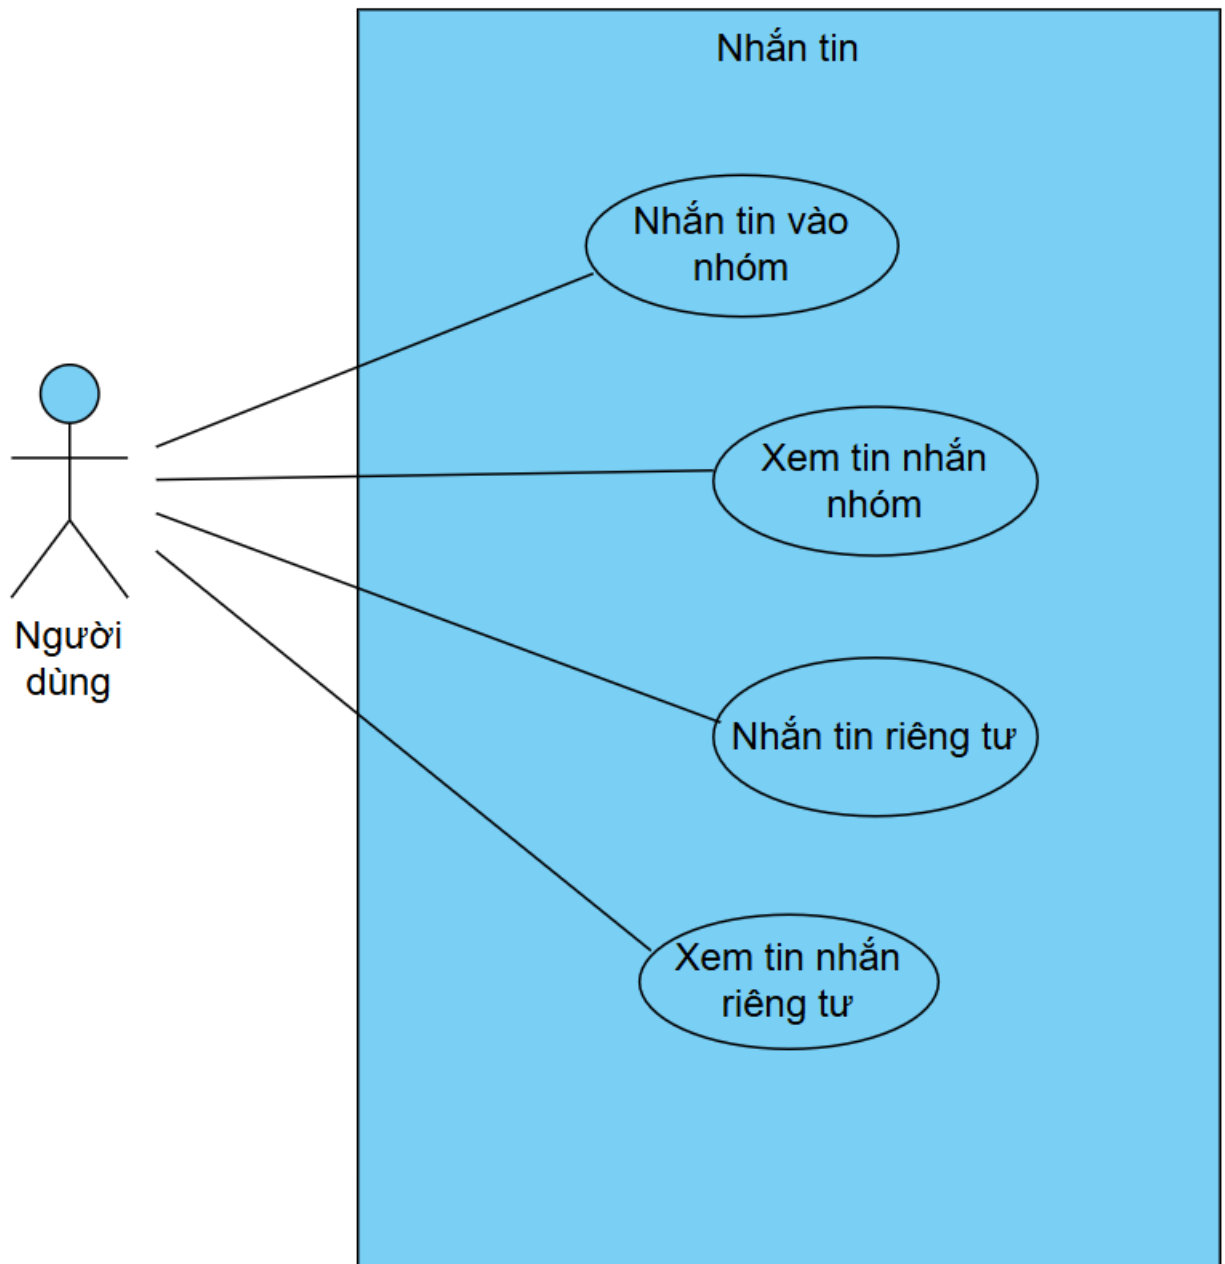 Nhắn tin
Nhắn tin vào
nhóm
Xem tin nhắn
nhóm
Người
dùng
Nhắn tin riêng tư
Xem tin nhắn
riêng tư